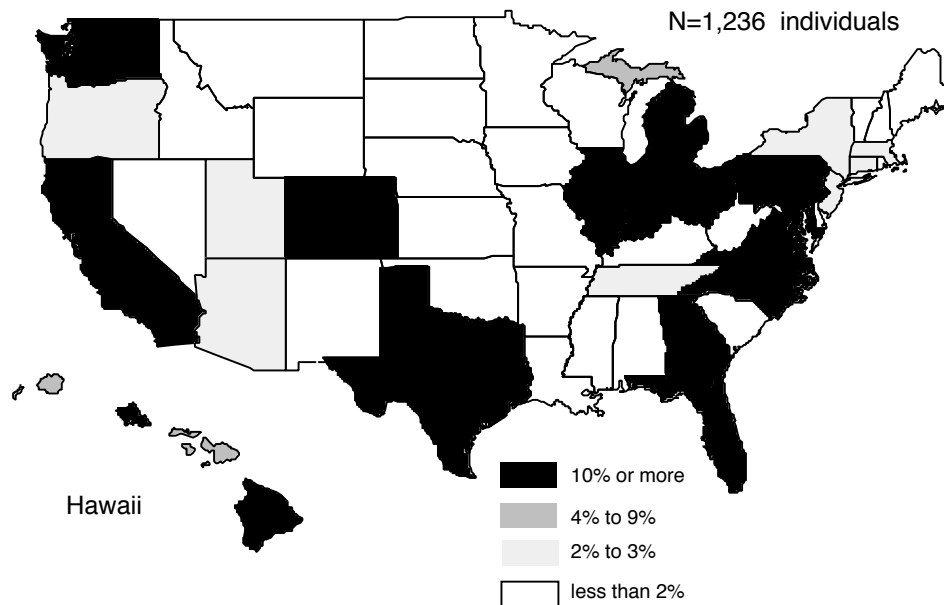 N=1,236 individuals
Hawaii
10% or more
4% to 9%
2% to 3%
less than 2%